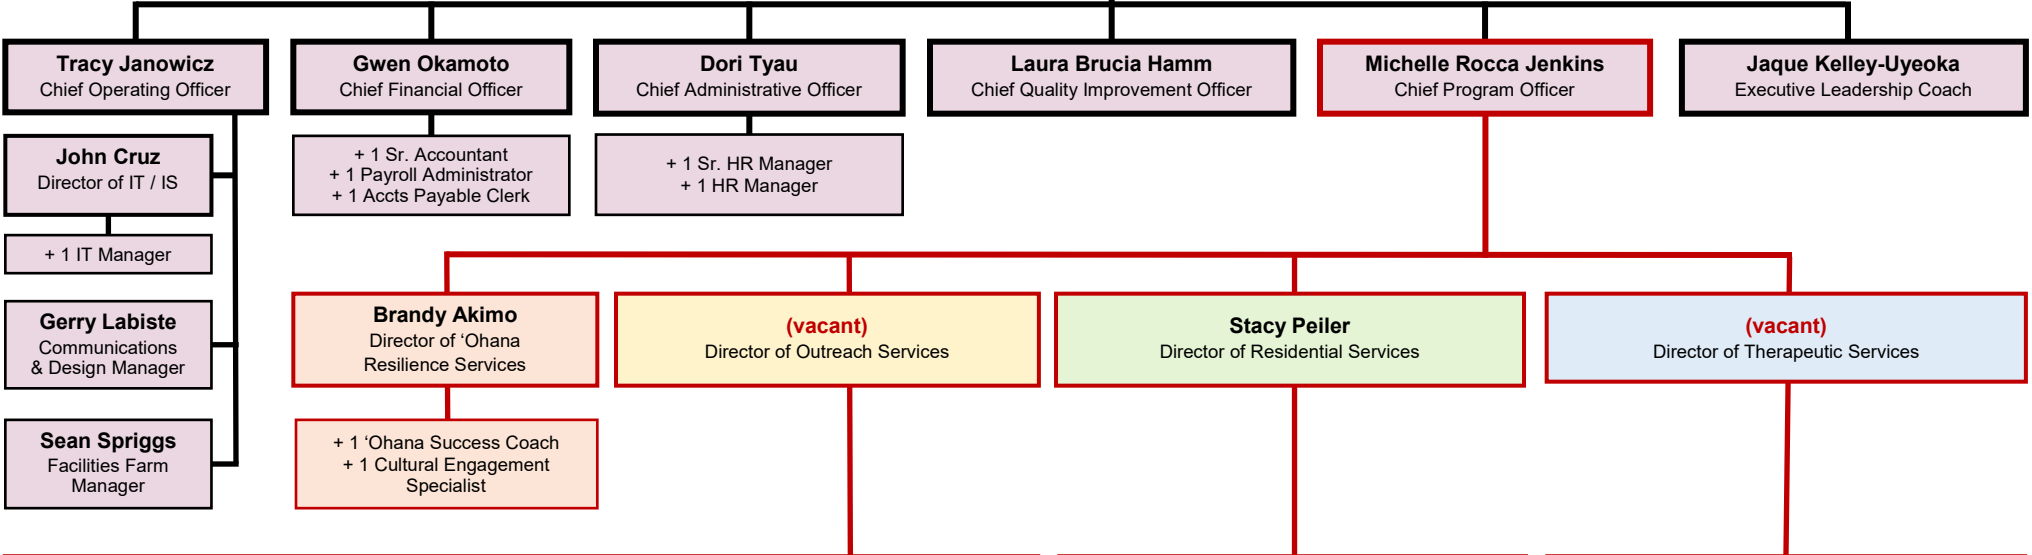 Tracy Janowicz
Chief Operating Officer
Gwen Okamoto
Chief Financial Officer
Dori Tyau
Chief Administrative Officer
Laura Brucia Hamm
Chief Quality Improvement Officer
Michelle Rocca Jenkins
Chief Program Officer
Jaque Kelley-Uyeoka
Executive Leadership Coach
John Cruz
Director of IT / IS
+ 1 Sr. Accountant
+ 1 Payroll Administrator
+ 1 Accts Payable Clerk
+ 1 Sr. HR Manager
+ 1 HR Manager
+ 1 IT Manager
Gerry Labiste
Communications
& Design Manager
Brandy Akimo
Director of ‘Ohana
Resilience Services
(vacant)
Director of Outreach Services
Stacy Peiler
Director of Residential Services
(vacant)
Director of Therapeutic Services
Sean Spriggs
Facilities Farm
Manager
+ 1 ‘Ohana Success Coach
+ 1 Cultural Engagement
Specialist